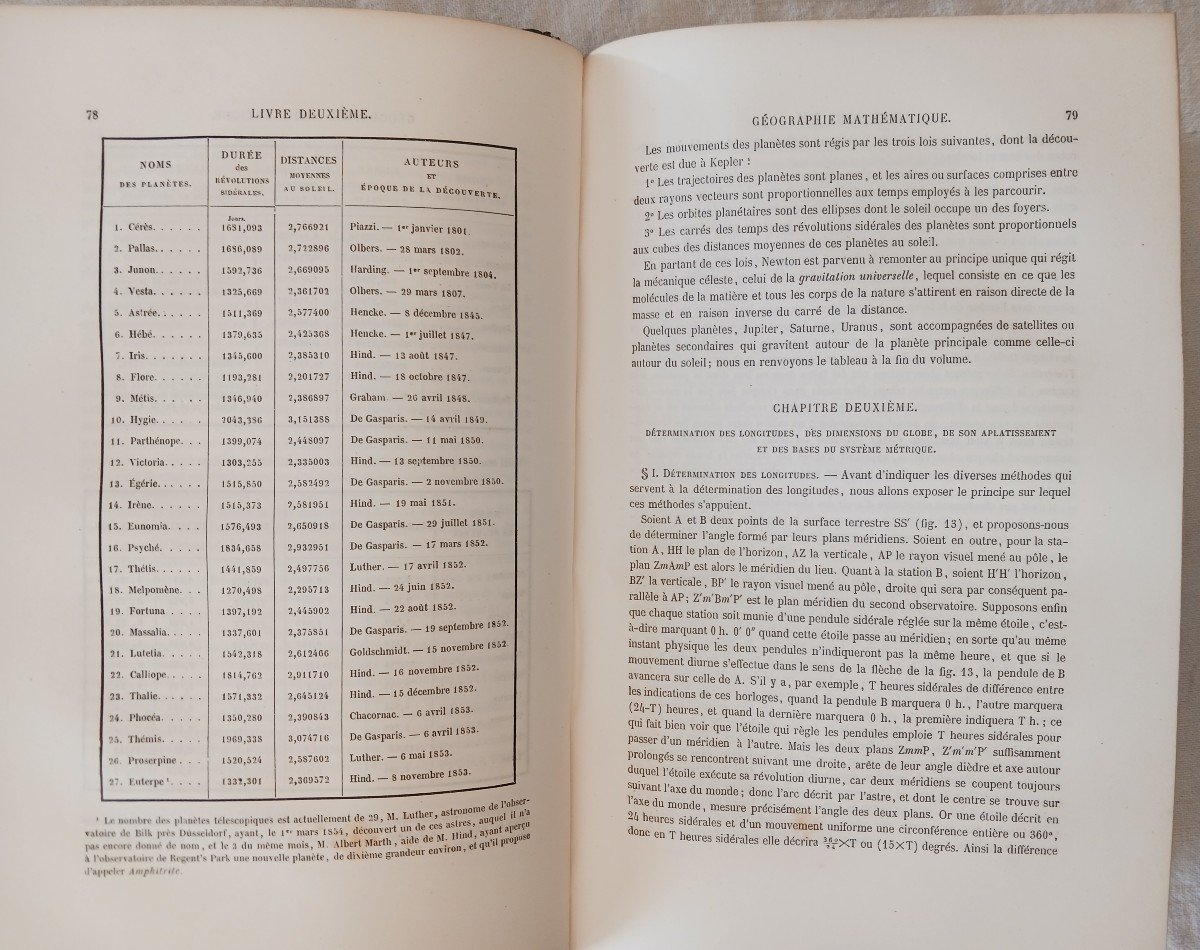 78
LIVRE DEUXIÈME.
NOMS DES PLANÈTES. DURÉE des RÉVOLUTIONS SIDÉRALES. DISTANCES MOYENNES AU SOLEIL. AUTEURS ET ÉPOQUE DE LA DÉCOUVERTE.
Jours.
1. Cérès. . . . . . 1681,093 2,766921 Piazzi. — 1er janvier 1801.
2. Pallas. . . . . . 1686,089 2,722896 Olbers. — 28 mars 1802.
3. Junon. . . . . . 1592,736 2,669095 Harding. — 1er septembre 1804.
4. Vesta. . . . . . 1325,669 2,361702 Olbers. — 29 mars 1807.
5. Astrée. . . . . . 1511,369 2,577400 Hencke. — 8 décembre 1845.
6. Hébé. . . . . . 1379,635 2,425368 Hencke. — 1er juillet 1847.
7. Iris. . . . . . . 1345,600 2,385310 Hind. — 13 août 1847.
8. Flore. . . . . . 1193,281 2,201727 Hind. — 18 octobre 1847.
9. Métis. . . . . . 1346,940 2,386897 Graham. — 26 avril 1848.
10. Hygie. . . . . . 2043,386 3,151388 De Gasparis. — 14 avril 1849.
11. Parthénope. . . 1399,074 2,448097 De Gasparis. — 11 mai 1850.
12. Victoria. . . . . 1303,255 2,335003 Hind. — 13 septembre 1850.
13. Égérie. . . . . . 1515,850 2,582492 De Gasparis. — 2 novembre 1850.
14. Irène. . . . . . 1515,373 2,581951 Hind. — 19 mai 1851.
15. Eunomia. . . . 1576,493 2,650918 De Gasparis. — 29 juillet 1851.
16. Psyché. . . . . 1834,658 2,932951 De Gasparis. — 17 mars 1852.
17. Thétis. . . . . . 1441,859 2,497756 Luther. — 17 avril 1852.
18. Melpomène. . . 1270,498 2,295713 Hind. — 24 juin 1852.
19. Fortuna . . . . 1397,192 2,445902 Hind. — 22 août 1852.
20. Massalia. . . . . 1337,601 2,375851 De Gasparis. — 19 septembre 1852.
21. Lutetia. . . . . 1542,318 2,612466 Goldschmidt. — 15 novembre 1852.
22. Calliope. . . . . 1814,762 2,911710 Hind. — 16 novembre 1852.
23. Thalie. . . . . . 1571,332 2,645124 Hind. — 15 décembre 1852.
24. Phocéa. . . . . 1350,280 2,390843 Chacornac. — 6 avril 1853.
25. Thémis. . . . . 1969,338 3,074716 De Gasparis. — 6 avril 1853.
26. Proserpine . . . 1520,524 2,587602 Luther. — 6 mai 1853.
27. Euterpe ¹. . . . 1332,301 2,369572 Hind. — 8 novembre 1853.
¹ Le nombre des planètes télescopiques est actuellement de 29, M. Luther, astronome de l'obser-
vatoire de Bilk près Düsseldorf, ayant, le 1er mars 1854, découvert un de ces astres, auquel il n'a
pas encore donné de nom, et le 3 du même mois, M. Albert Marth, aide de M. Hind, ayant aperçu
à l'observatoire de Regent's Park une nouvelle planète, de dixième grandeur environ, et qu'il propose
d'appeler Amphitrite.
GÉOGRAPHIE MATHÉMATIQUE.
79
Les mouvements des planètes sont régis par les trois lois suivantes, dont la décou-
verte est due à Kepler :
1º Les trajectoires des planètes sont planes, et les aires ou surfaces comprises entre
deux rayons vecteurs sont proportionnelles aux temps employés à les parcourir.
2º Les orbites planétaires sont des ellipses dont le soleil occupe un des foyers.
3º Les carrés des temps des révolutions sidérales des planètes sont proportionnels
aux cubes des distances moyennes de ces planètes au soleil.
En partant de ces lois, Newton est parvenu à remonter au principe unique qui régit
la mécanique céleste, celui de la gravitation universelle, lequel consiste en ce que les
molécules de la matière et tous les corps de la nature s'attirent en raison directe de la
masse et en raison inverse du carré de la distance.
Quelques planètes, Jupiter, Saturne, Uranus, sont accompagnées de satellites ou
planètes secondaires qui gravitent autour de la planète principale comme celle-ci
autour du soleil; nous en renvoyons le tableau à la fin du volume.
CHAPITRE DEUXIÈME.
DÉTERMINATION DES LONGITUDES, DES DIMENSIONS DU GLOBE, DE SON APLATISSEMENT
ET DES BASES DU SYSTÈME MÉTRIQUE.
§ I. DÉTERMINATION DES LONGITUDES. — Avant d'indiquer les diverses méthodes qui
servent à la détermination des longitudes, nous allons exposer le principe sur lequel
ces méthodes s'appuient.
Soient A et B deux points de la surface terrestre SS' (fig. 13), et proposons-nous
de déterminer l'angle formé par leurs plans méridiens. Soient en outre, pour la sta-
tion A, HH le plan de l'horizon, AZ la verticale, AP le rayon visuel mené au pôle, le
plan ZmAmP est alors le méridien du lieu. Quant à la station B, soient H'H' l'horizon,
BZ' la verticale, BP' le rayon visuel mené au pôle, droite qui sera par conséquent pa-
rallèle à AP; Z'm'Bm'P' est le plan méridien du second observatoire. Supposons enfin
que chaque station soit munie d'une pendule sidérale réglée sur la même étoile, c'est-
à-dire marquant 0 h. 0' 0" quand cette étoile passe au méridien; en sorte qu'au même
instant physique les deux pendules n'indiqueront pas la même heure, et que si le
mouvement diurne s'effectue dans le sens de la flèche de la fig. 13, la pendule de B
avancera sur celle de A. S'il y a, par exemple, T heures sidérales de différence entre
les indications de ces horloges, quand la pendule B marquera 0 h., l'autre marquera
(24-T) heures, et quand la dernière marquera 0 h., la première indiquera T h. ; ce
qui fait bien voir que l'étoile qui règle les pendules emploie T heures sidérales pour
passer d'un méridien à l'autre. Mais les deux plans ZmmP, Z'm'm'P' suffisamment
prolongés se rencontrent suivant une droite, arête de leur angle dièdre et axe autour
duquel l'étoile exécute sa révolution diurne, car deux méridiens se coupent toujours
suivant l'axe du monde; donc l'arc décrit par l'astre, et dont le centre se trouve sur
l'axe du monde, mesure précisément l'angle des deux plans. Or une étoile décrit en
24 heures sidérales et d'un mouvement uniforme une circonférence entière ou 360°,
donc en T heures sidérales elle décrira 360/24×T ou (15×T) degrés. Ainsi la différence